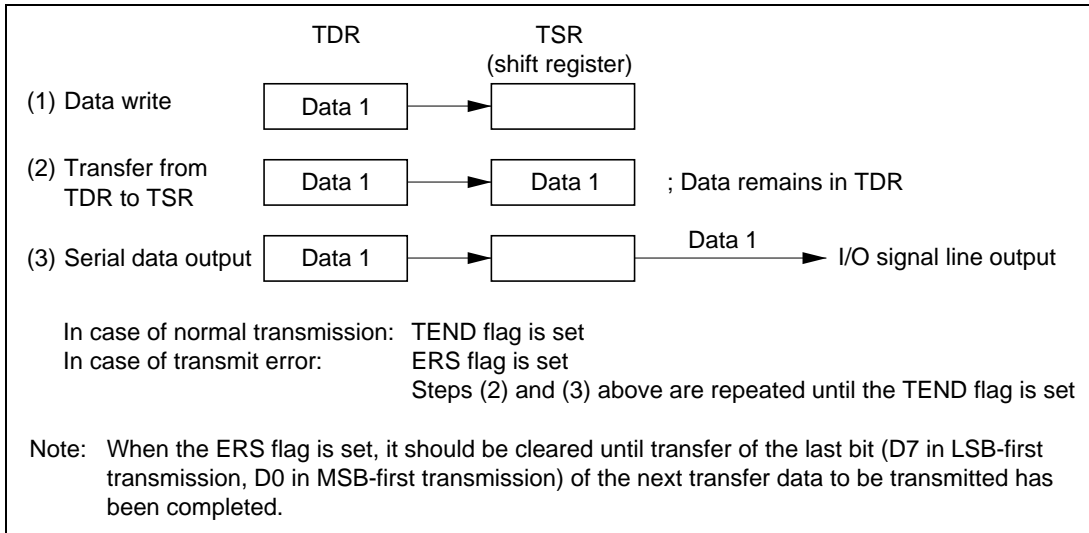 TDR TSR
(shift register)
(1) Data write Data 1
(2) Transfer from
TDR to TSR Data 1 Data 1 ; Data remains in TDR
(3) Serial data output Data 1 Data 1 I/O signal line output
In case of normal transmission: TEND flag is set
In case of transmit error: ERS flag is set
Steps (2) and (3) above are repeated until the TEND flag is set
Note: When the ERS flag is set, it should be cleared until transfer of the last bit (D7 in LSB-first
transmission, D0 in MSB-first transmission) of the next transfer data to be transmitted has
been completed.